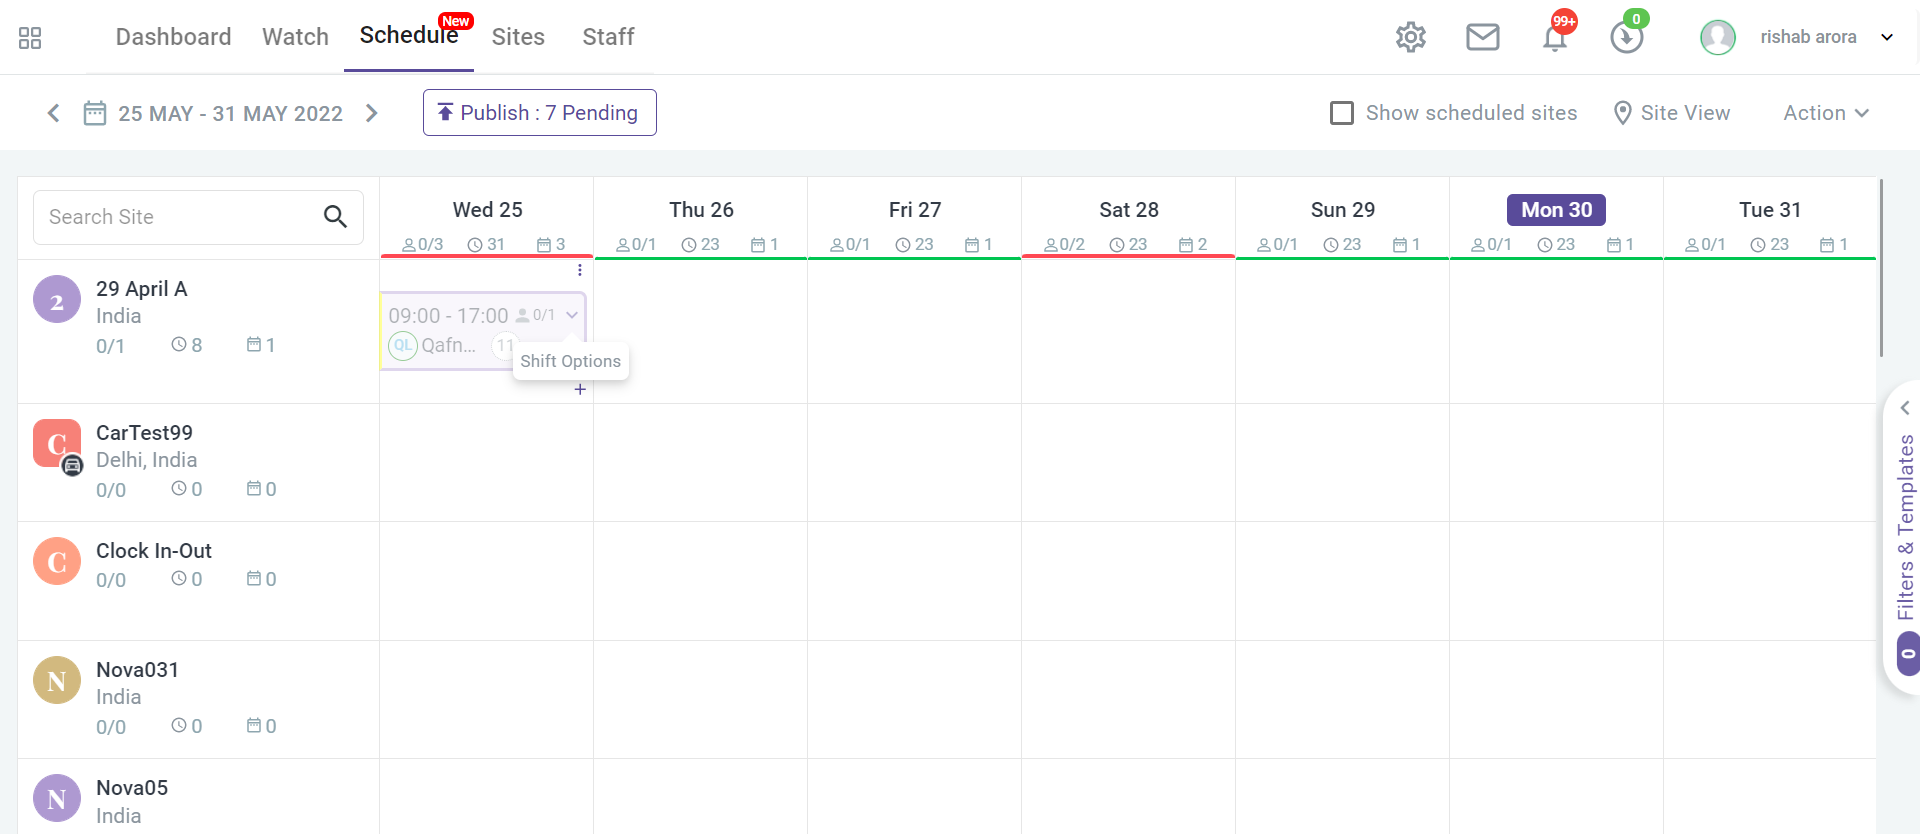 Dashboard Watch Schedule New Sites Staff 99+ 0 rishab arora
25 MAY - 31 MAY 2022 Publish : 7 Pending Show scheduled sites Site View Action
Search Site Wed 25 Thu 26 Fri 27 Sat 28 Sun 29 Mon 30 Tue 31
0/3 31 3 0/1 23 1 0/1 23 1 0/2 23 2 0/1 23 1 0/1 23 1 0/1 23 1
2 29 April A
India
0/1 8 1
09:00 - 17:00 0/1
QL Qafn... 11
Shift Options
+
C CarTest99
Delhi, India
0/0 0 0
C Clock In-Out
0/0 0 0
N Nova031
India
0/0 0 0
N Nova05
India
Filters & Templates
0